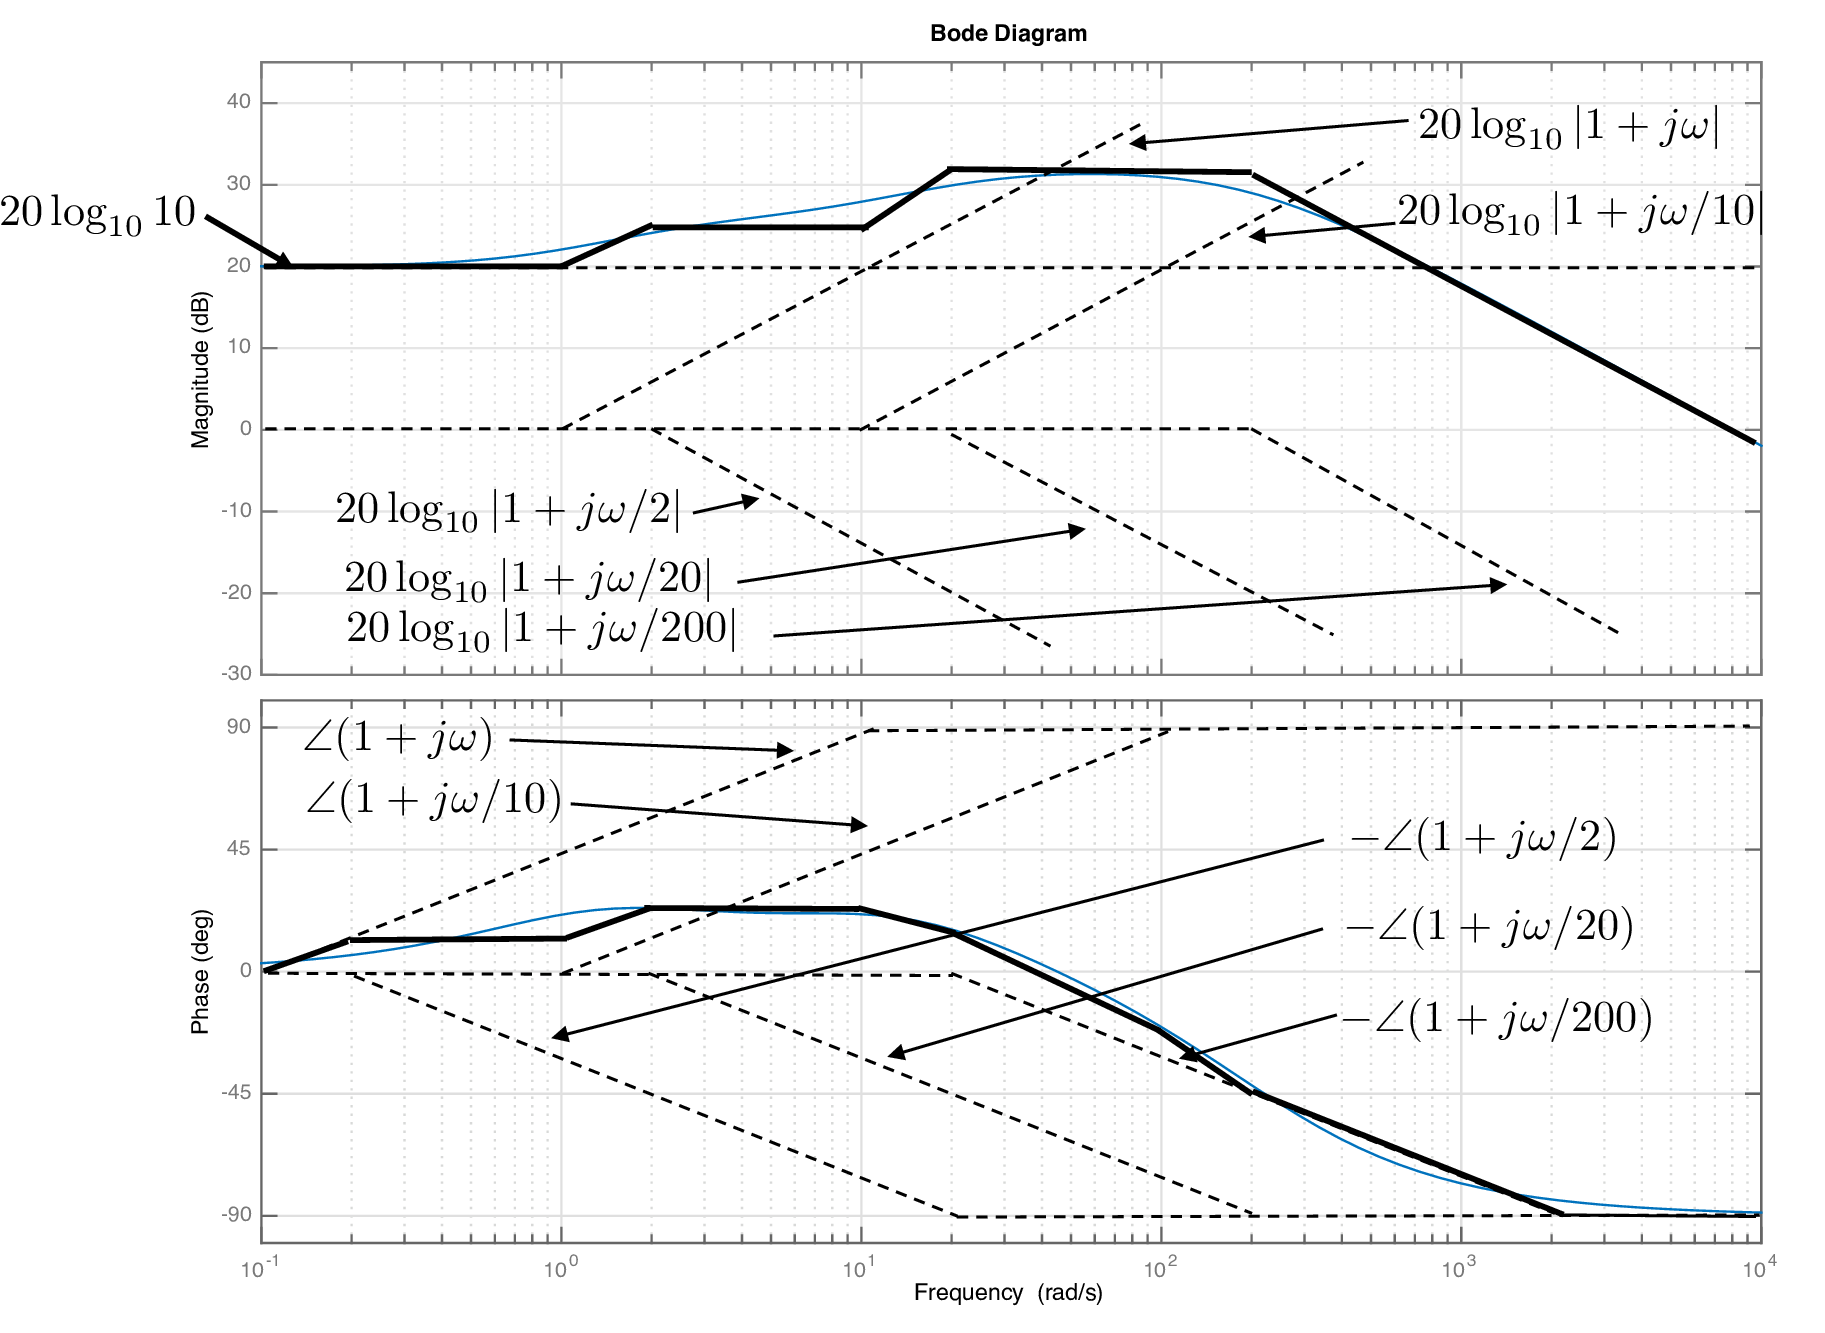 Bode Diagram
40
30
20
10
0
-10
-20
-30
Magnitude (dB)
20 log₁₀ 10
20 log₁₀ |1 + jω|
20 log₁₀ |1 + jω/10|
20 log₁₀ |1 + jω/2|
20 log₁₀ |1 + jω/20|
20 log₁₀ |1 + jω/200|
90
45
0
-45
-90
Phase (deg)
∠(1 + jω)
∠(1 + jω/10)
−∠(1 + jω/2)
−∠(1 + jω/20)
−∠(1 + jω/200)
10⁻¹ 10⁰ 10¹ 10² 10³ 10⁴
Frequency (rad/s)